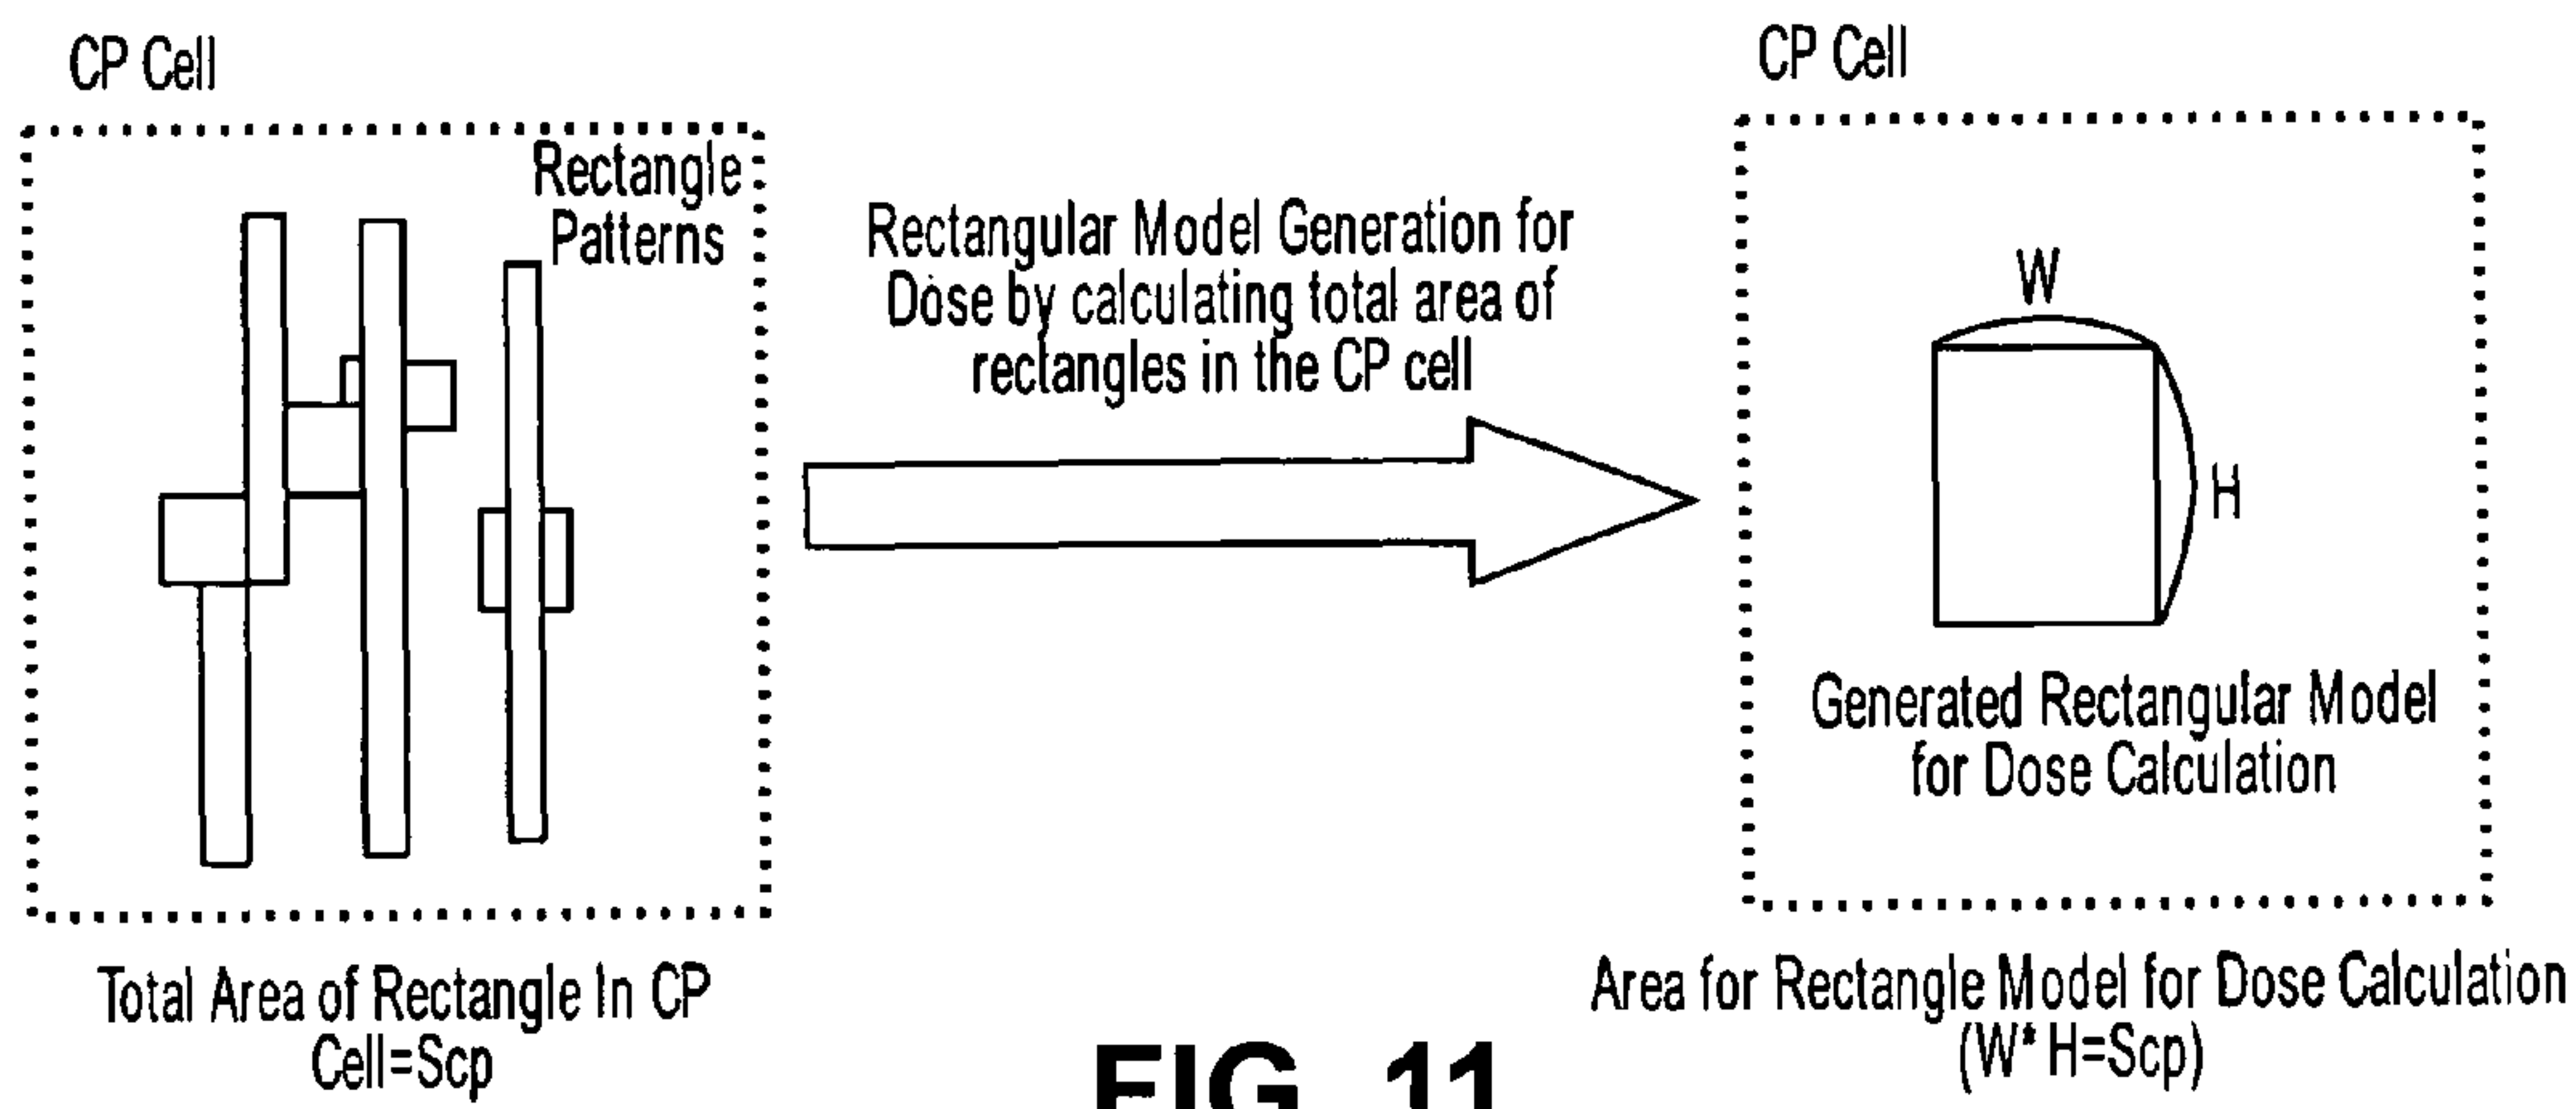 CP Cell
Rectangle
Patterns
Total Area of Rectangle In CP
Cell=Scp
Rectangular Model Generation for
Dose by calculating total area of
rectangles in the CP cell
CP Cell
W
H
Generated Rectangular Model
for Dose Calculation
Area for Rectangle Model for Dose Calculation
(W* H=Scp)
FIG. 11